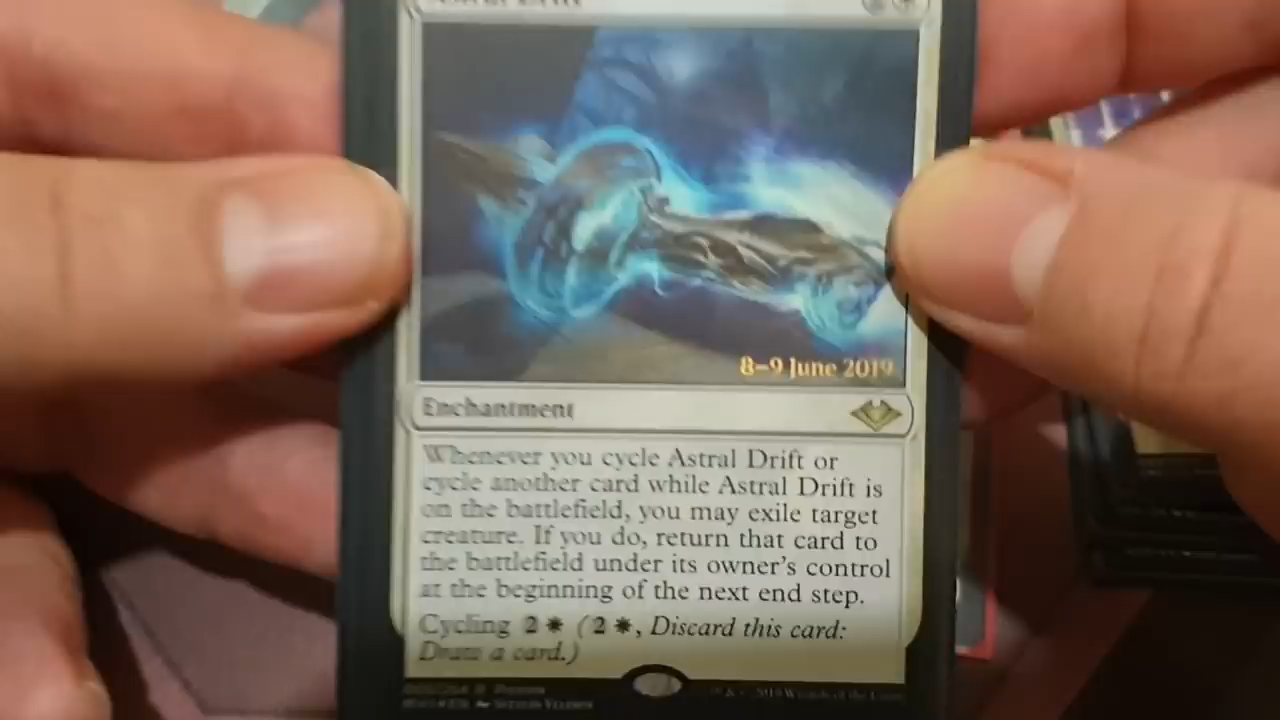 8–9 June 2019
Enchantment
Whenever you cycle Astral Drift or
cycle another card while Astral Drift is
on the battlefield, you may exile target
creature. If you do, return that card to
the battlefield under its owner's control
at the beginning of the next end step.
Cycling 2 (2, Discard this card:
Draw a card.)